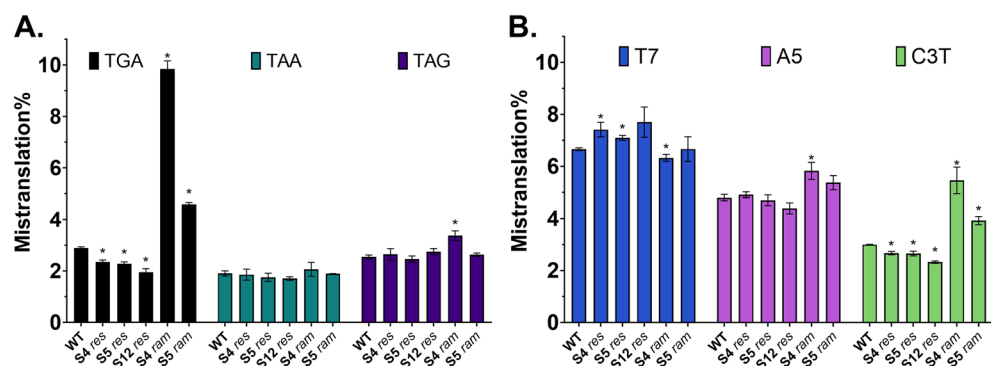 A.
TGA TAA TAG
Mistranslation%
10
8
6
4
2
0
WT S4 res S5 res S12 res S4 ram S5 ram WT S4 res S5 res S12 res S4 ram S5 ram WT S4 res S5 res S12 res S4 ram S5 ram
* * * * * *
B.
T7 A5 C3T
Mistranslation%
10
8
6
4
2
0
WT S4 res S5 res S12 res S4 ram S5 ram WT S4 res S5 res S12 res S4 ram S5 ram WT S4 res S5 res S12 res S4 ram S5 ram
* * * * * * * * *